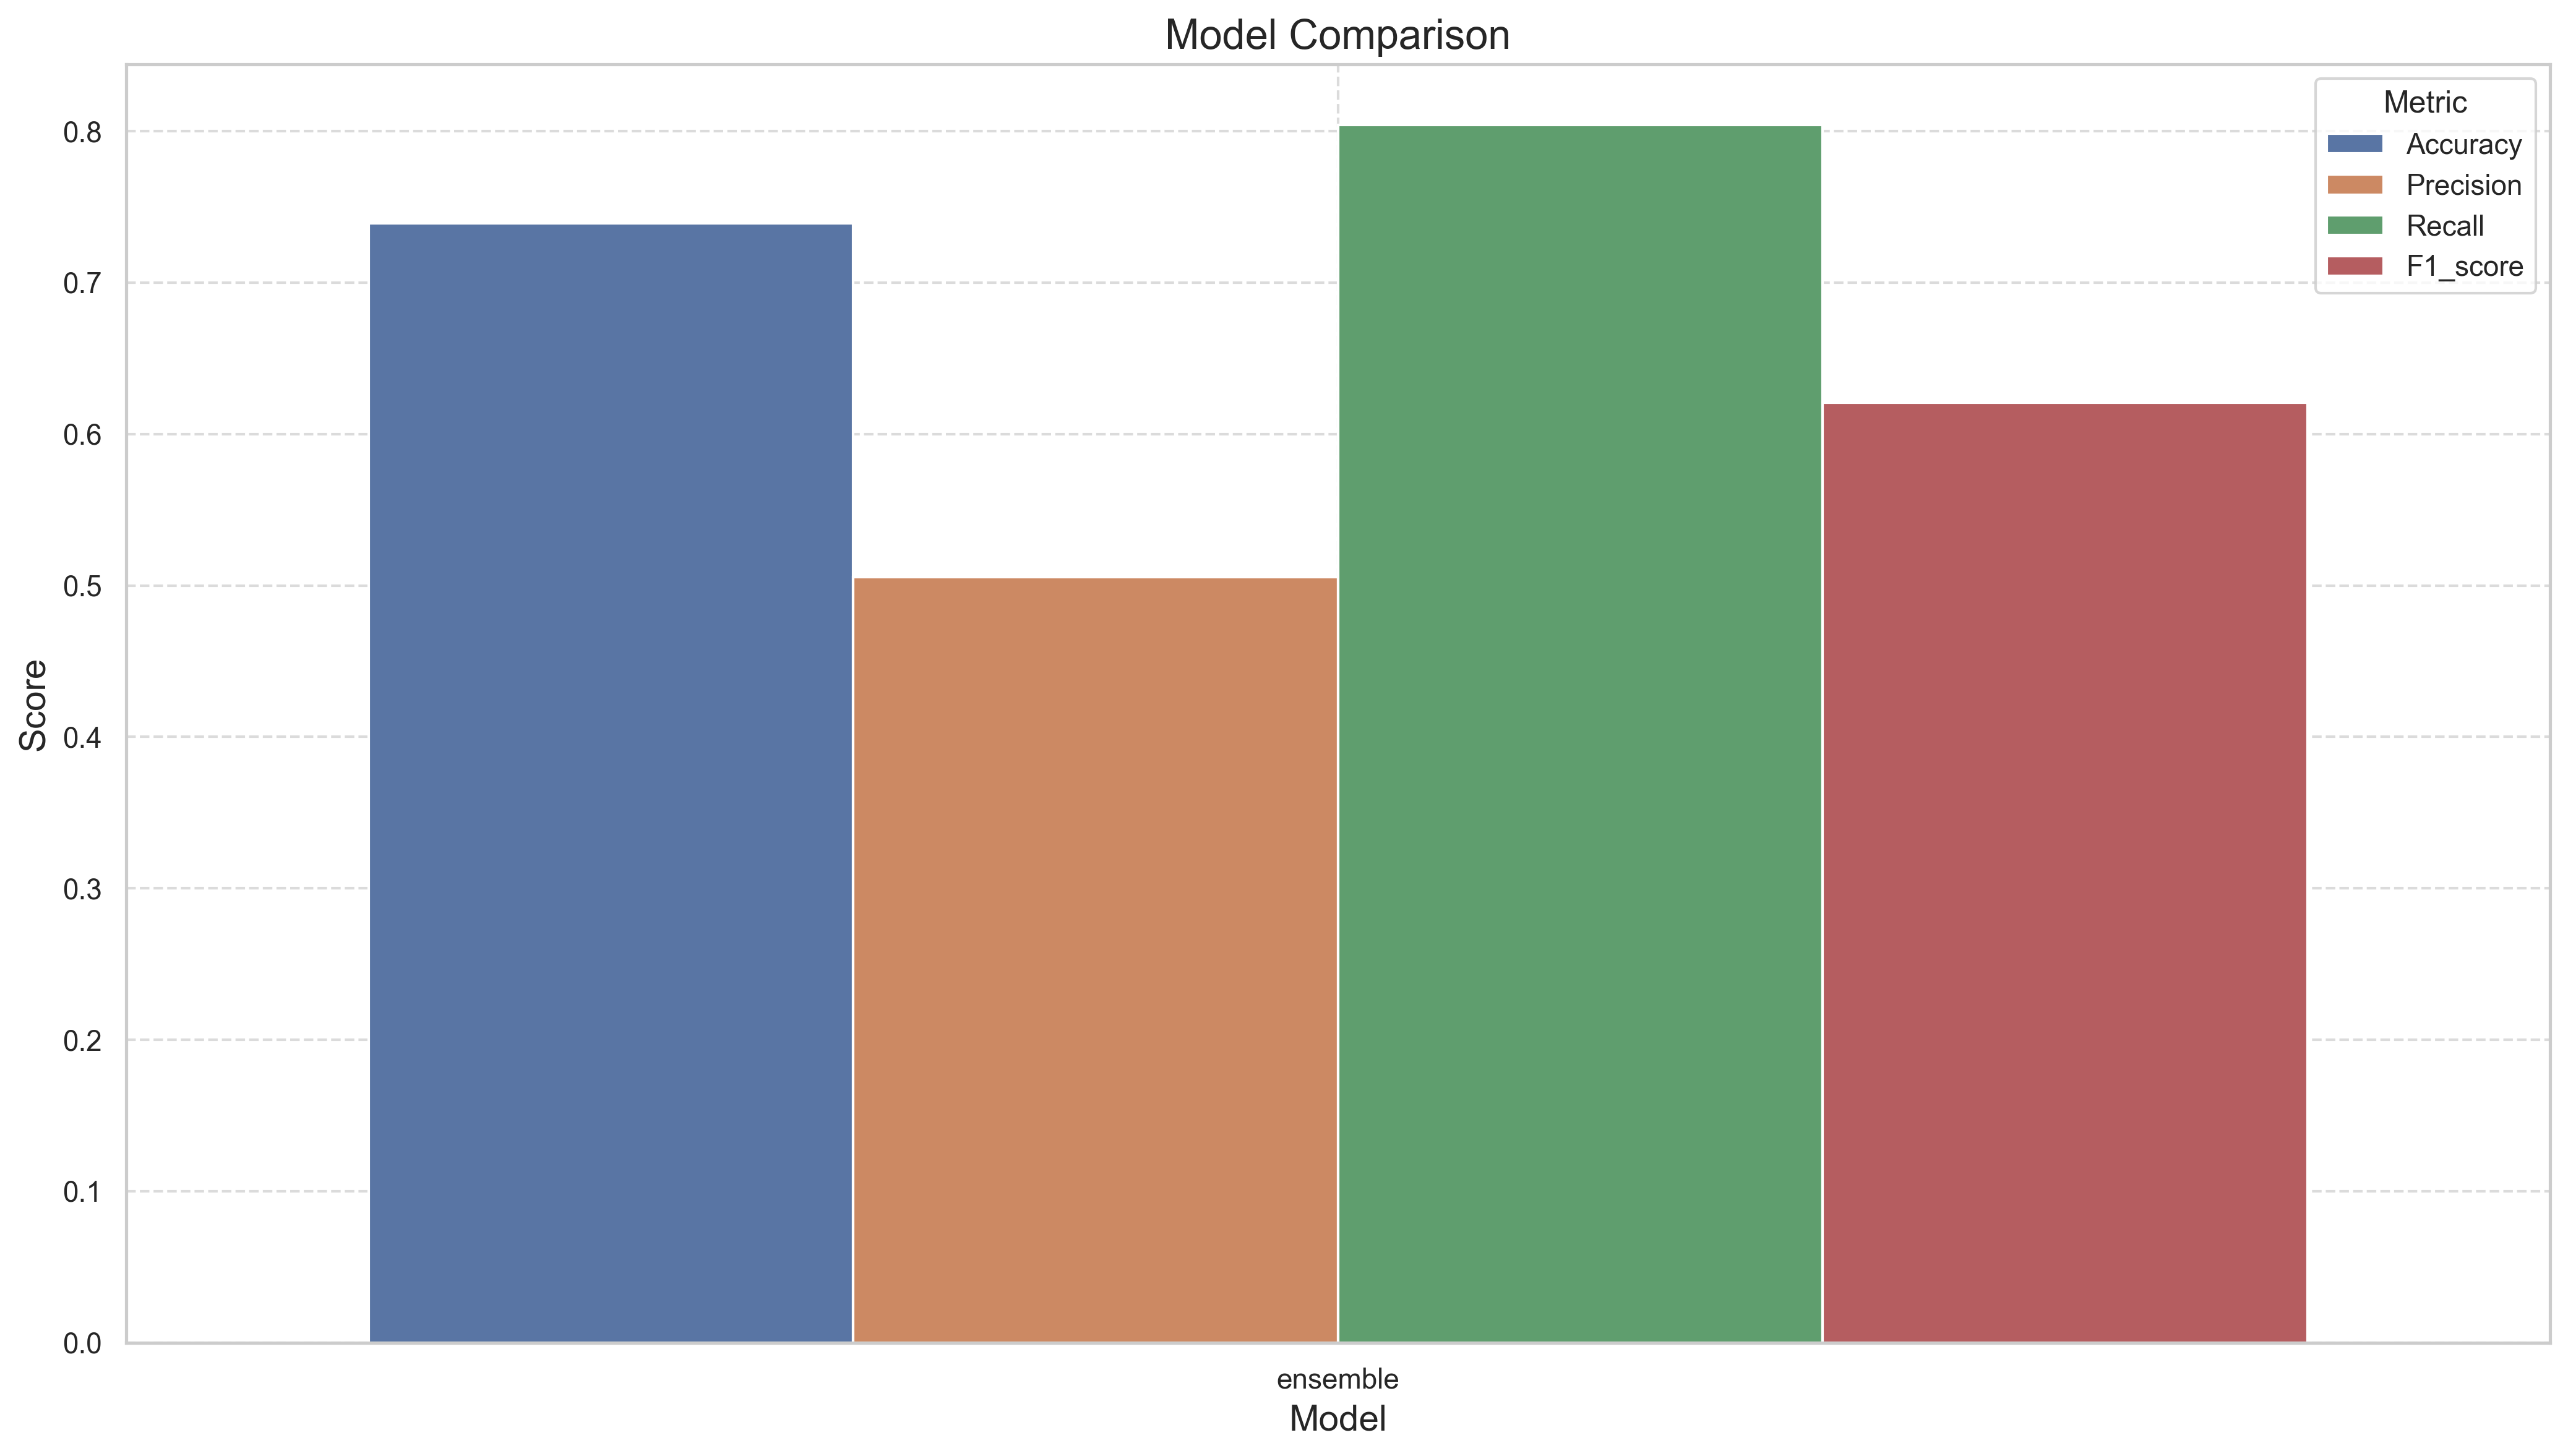 Model Comparison
Metric
Accuracy
Precision
Recall
F1_score
0.8
0.7
0.6
0.5
0.4
0.3
0.2
0.1
0.0
Score
ensemble
Model